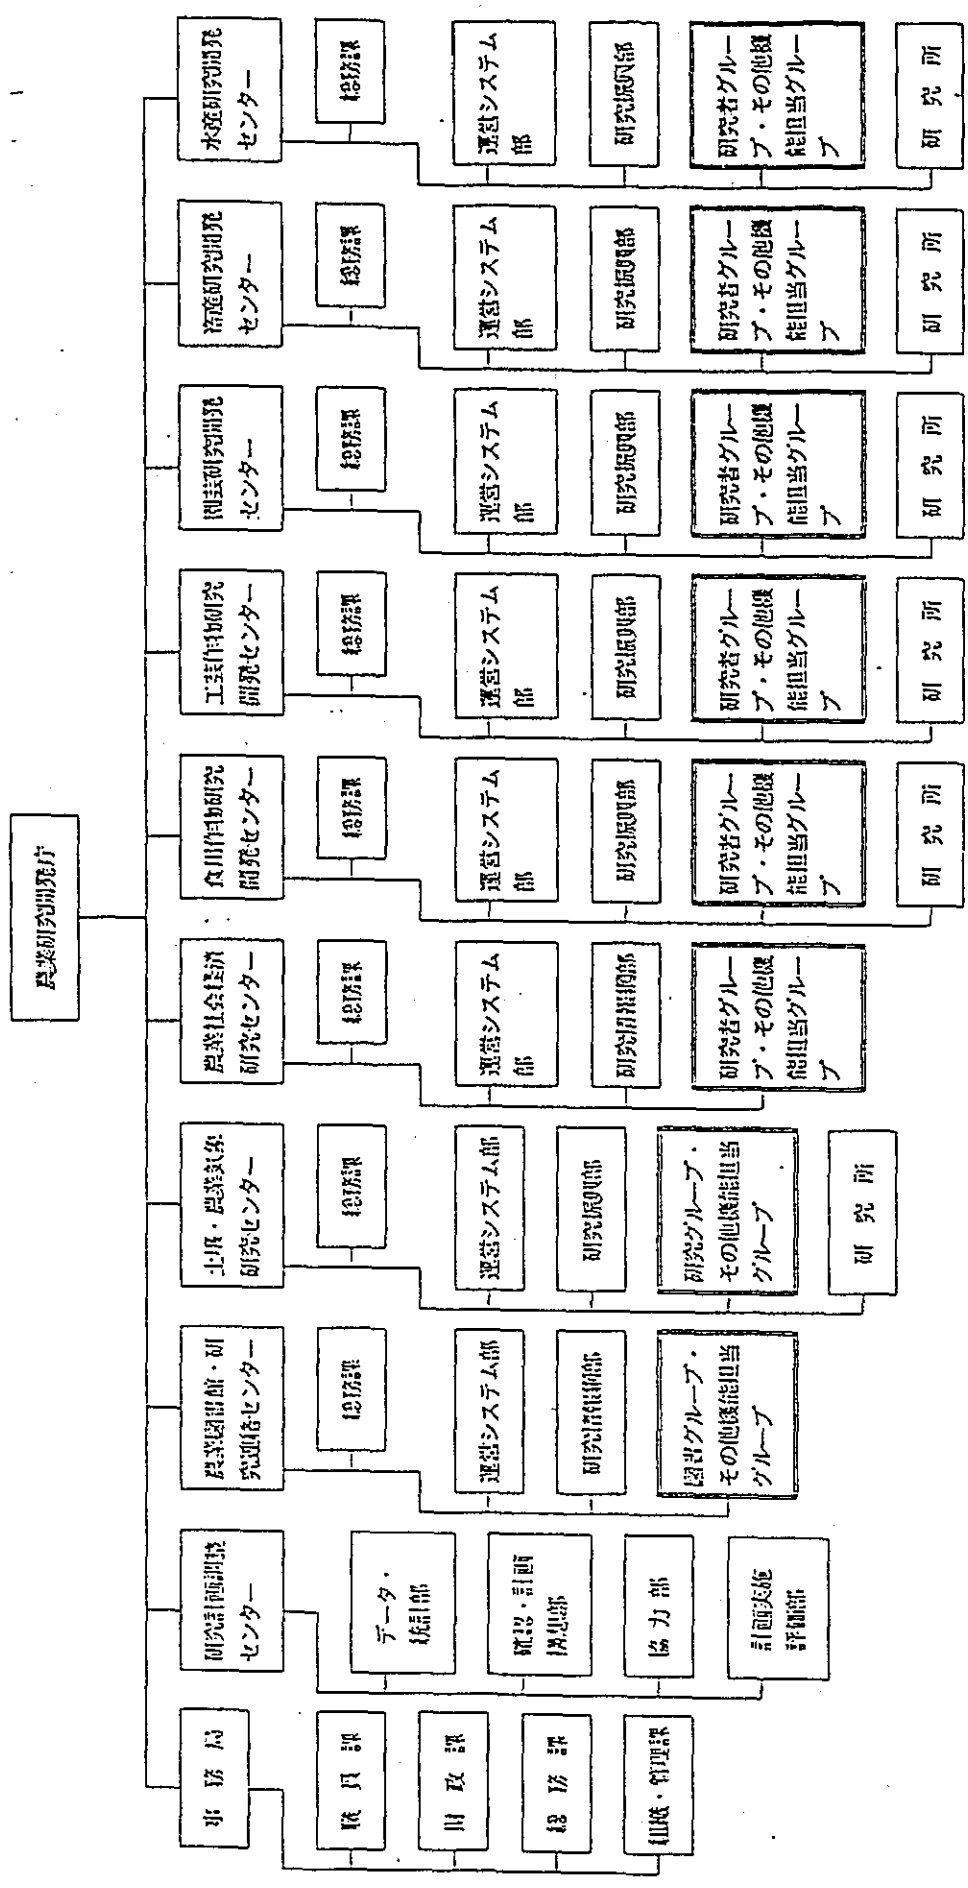 農業研究開発庁
事務局
職員課
財政課
総務課
組織・管理課
研究計画調整
センター
データ・
統計部
確認・計画
構想部
協力部
計画実施
評価部
農業図書館・研
究連絡センター
総務課
運営システム部
図書グループ・
その他機能担当
グループ
土壌・農業気象
研究センター
総務課
運営システム部
研究振興部
研究グループ・
その他機能担当
グループ
研究所
農業社会経済
研究センター
総務課
運営システム
部
研究者グルー
プ・その他機
能担当グルー
プ
食用作物研究
開発センター
総務課
運営システム
部
研究振興部
研究者グルー
プ・その他機
能担当グルー
プ
研究所
工芸作物研究
開発センター
総務課
運営システム
部
研究振興部
研究者グルー
プ・その他機
能担当グルー
プ
研究所
園芸研究開発
センター
総務課
運営システム
部
研究振興部
研究者グルー
プ・その他機
能担当グルー
プ
研究所
畜産研究開発
センター
総務課
運営システム
部
研究振興部
研究者グルー
プ・その他機
能担当グルー
プ
研究所
水産研究開発
センター
総務課
運営システム
部
研究振興部
研究者グルー
プ・その他機
能担当グルー
プ
研究所